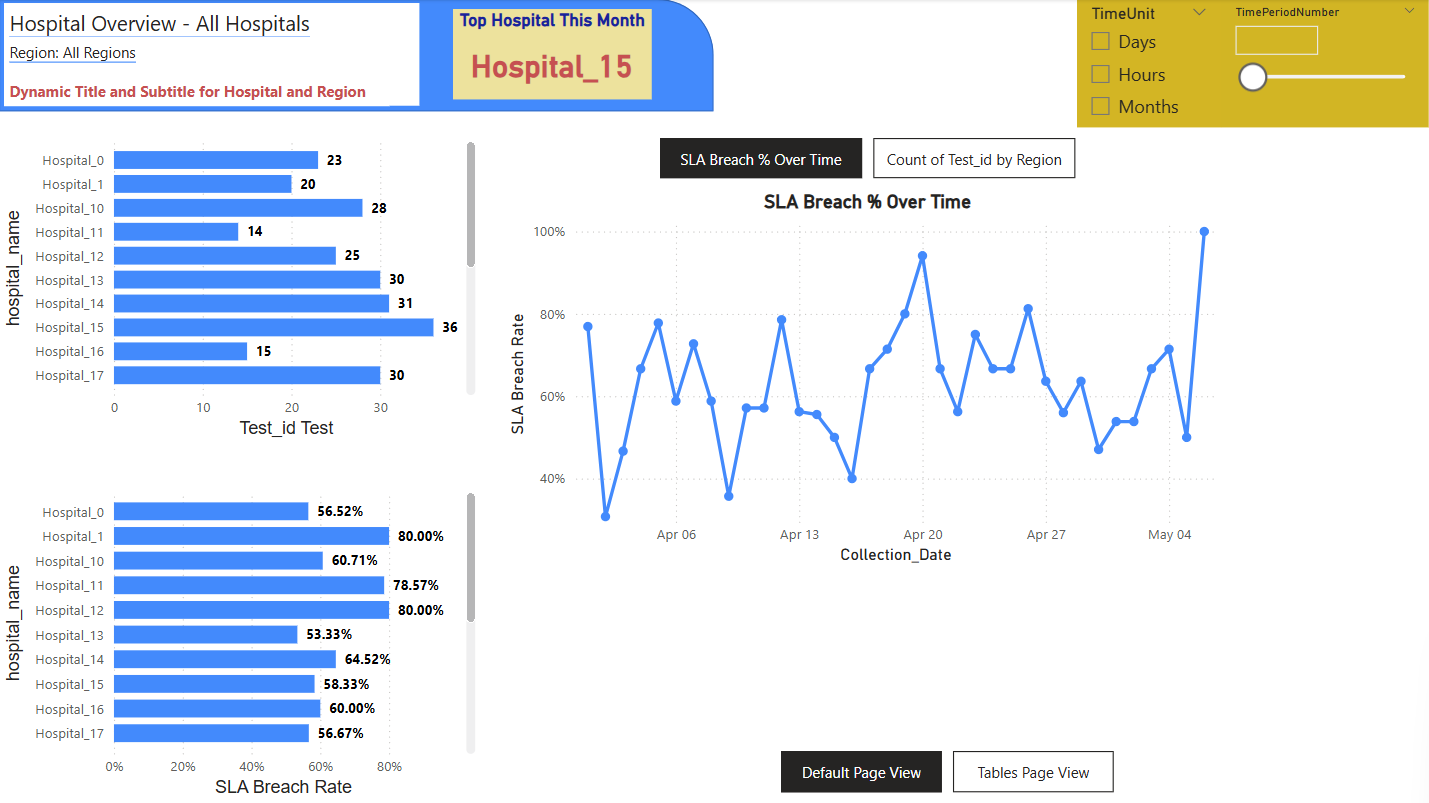 Hospital Overview - All Hospitals
Region: All Regions
Dynamic Title and Subtitle for Hospital and Region
Top Hospital This Month
Hospital_15
TimeUnit
Days
Hours
Months
TimePeriodNumber
hospital_name
Hospital_0 23
Hospital_1 20
Hospital_10 28
Hospital_11 14
Hospital_12 25
Hospital_13 30
Hospital_14 31
Hospital_15 36
Hospital_16 15
Hospital_17 30
0 10 20 30
Test_id Test
SLA Breach % Over Time
Count of Test_id by Region
SLA Breach % Over Time
SLA Breach Rate
100%
80%
60%
40%
Apr 06 Apr 13 Apr 20 Apr 27 May 04
Collection_Date
hospital_name
Hospital_0 56.52%
Hospital_1 80.00%
Hospital_10 60.71%
Hospital_11 78.57%
Hospital_12 80.00%
Hospital_13 53.33%
Hospital_14 64.52%
Hospital_15 58.33%
Hospital_16 60.00%
Hospital_17 56.67%
0% 20% 40% 60% 80%
SLA Breach Rate
Default Page View
Tables Page View